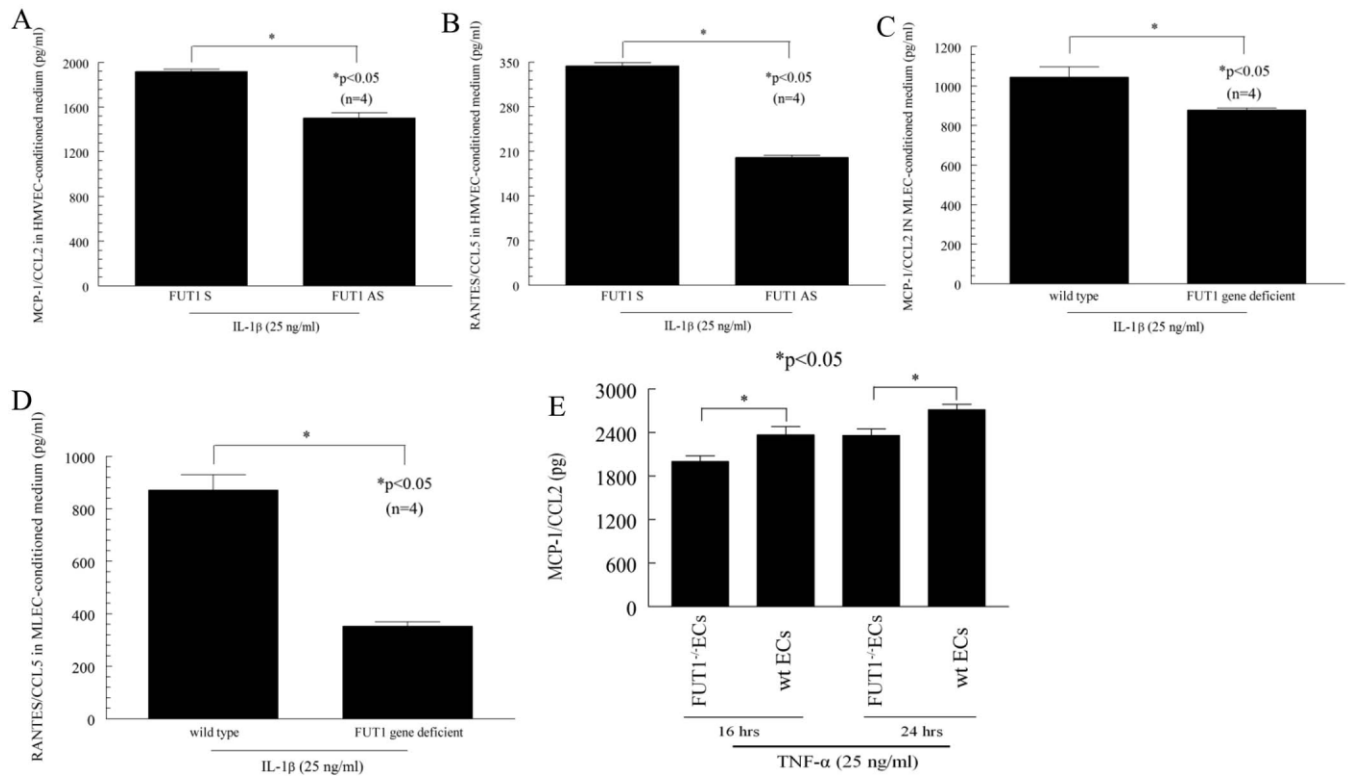 A
MCP-1/CCL2 in HMVEC-conditioned medium (pg/ml)
2000
1600
1200
800
400
0
*
*p<0.05
(n=4)
FUT1 S
FUT1 AS
IL-1β (25 ng/ml)
B
RANTES/CCL5 in HMVEC-conditioned medium (pg/ml)
350
280
210
140
70
0
*
*p<0.05
(n=4)
FUT1 S
FUT1 AS
IL-1β (25 ng/ml)
C
MCP-1/CCL2 IN MLEC-conditioned medium (pg/ml)
1200
1000
800
600
400
200
0
*
*p<0.05
(n=4)
wild type
FUT1 gene deficient
IL-1β (25 ng/ml)
D
RANTES/CCL5 in MLEC-conditioned medium (pg/ml)
1000
800
600
400
200
0
*
*p<0.05
(n=4)
wild type
FUT1 gene deficient
IL-1β (25 ng/ml)
E
*p<0.05
MCP-1/CCL2 (pg)
3000
2400
1800
1200
600
0
*
*
FUT1-/-ECs
wt ECs
FUT1-/-ECs
wt ECs
16 hrs
24 hrs
TNF-α (25 ng/ml)